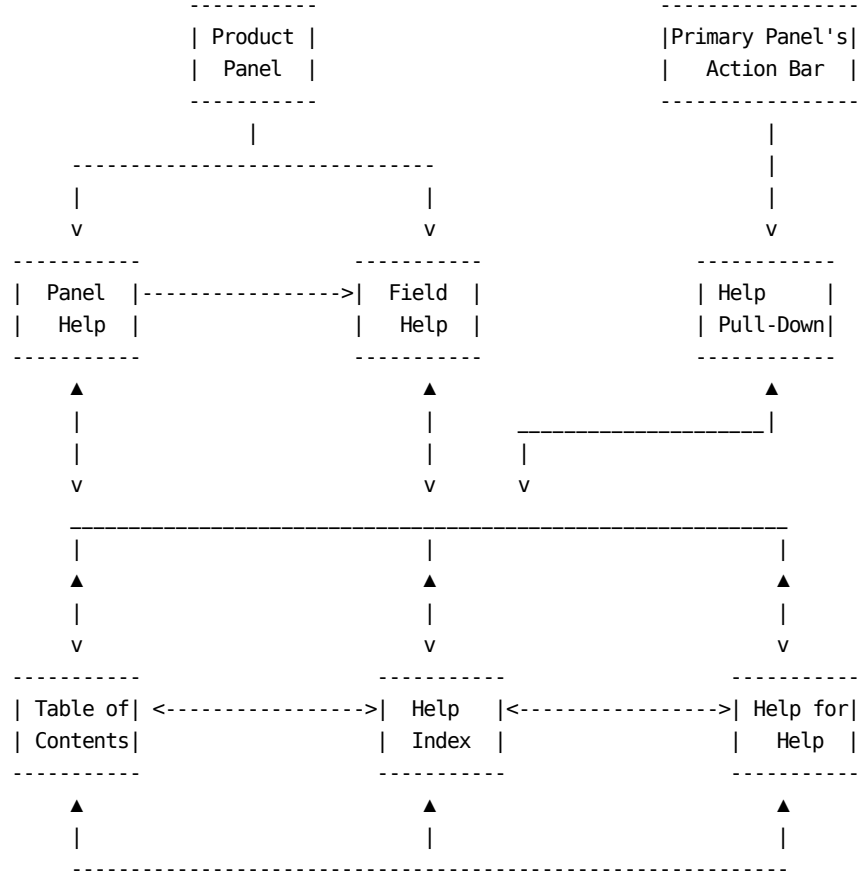 Product Primary Panel's
Panel Action Bar
Panel Field Help
Help Help Pull-Down
Table of Help Help for
Contents Index Help